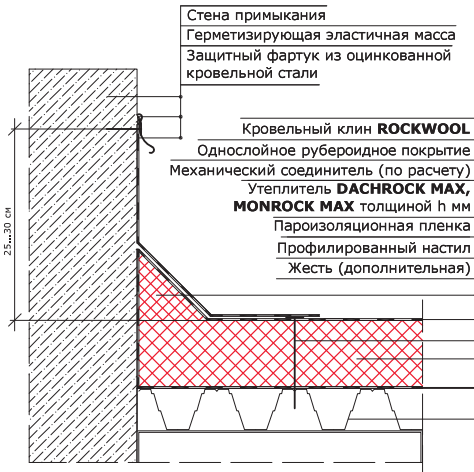 Стена примыкания
Герметизирующая эластичная масса
Защитный фартук из оцинкованной
кровельной стали
Кровельный клин ROCKWOOL
Однослойное рубероидное покрытие
Механический соединитель (по расчету)
Утеплитель DACHROCK MAX,
MONROCK MAX толщиной h мм
Пароизоляционная пленка
Профилированный настил
Жесть (дополнительная)
25...30 см